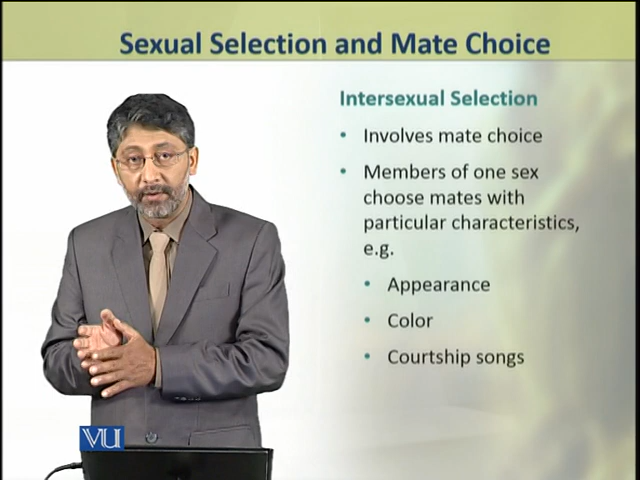 Sexual Selection and Mate Choice
Intersexual Selection
• Involves mate choice
• Members of one sex
choose mates with
particular characteristics,
e.g.
• Appearance
• Color
• Courtship songs
VU